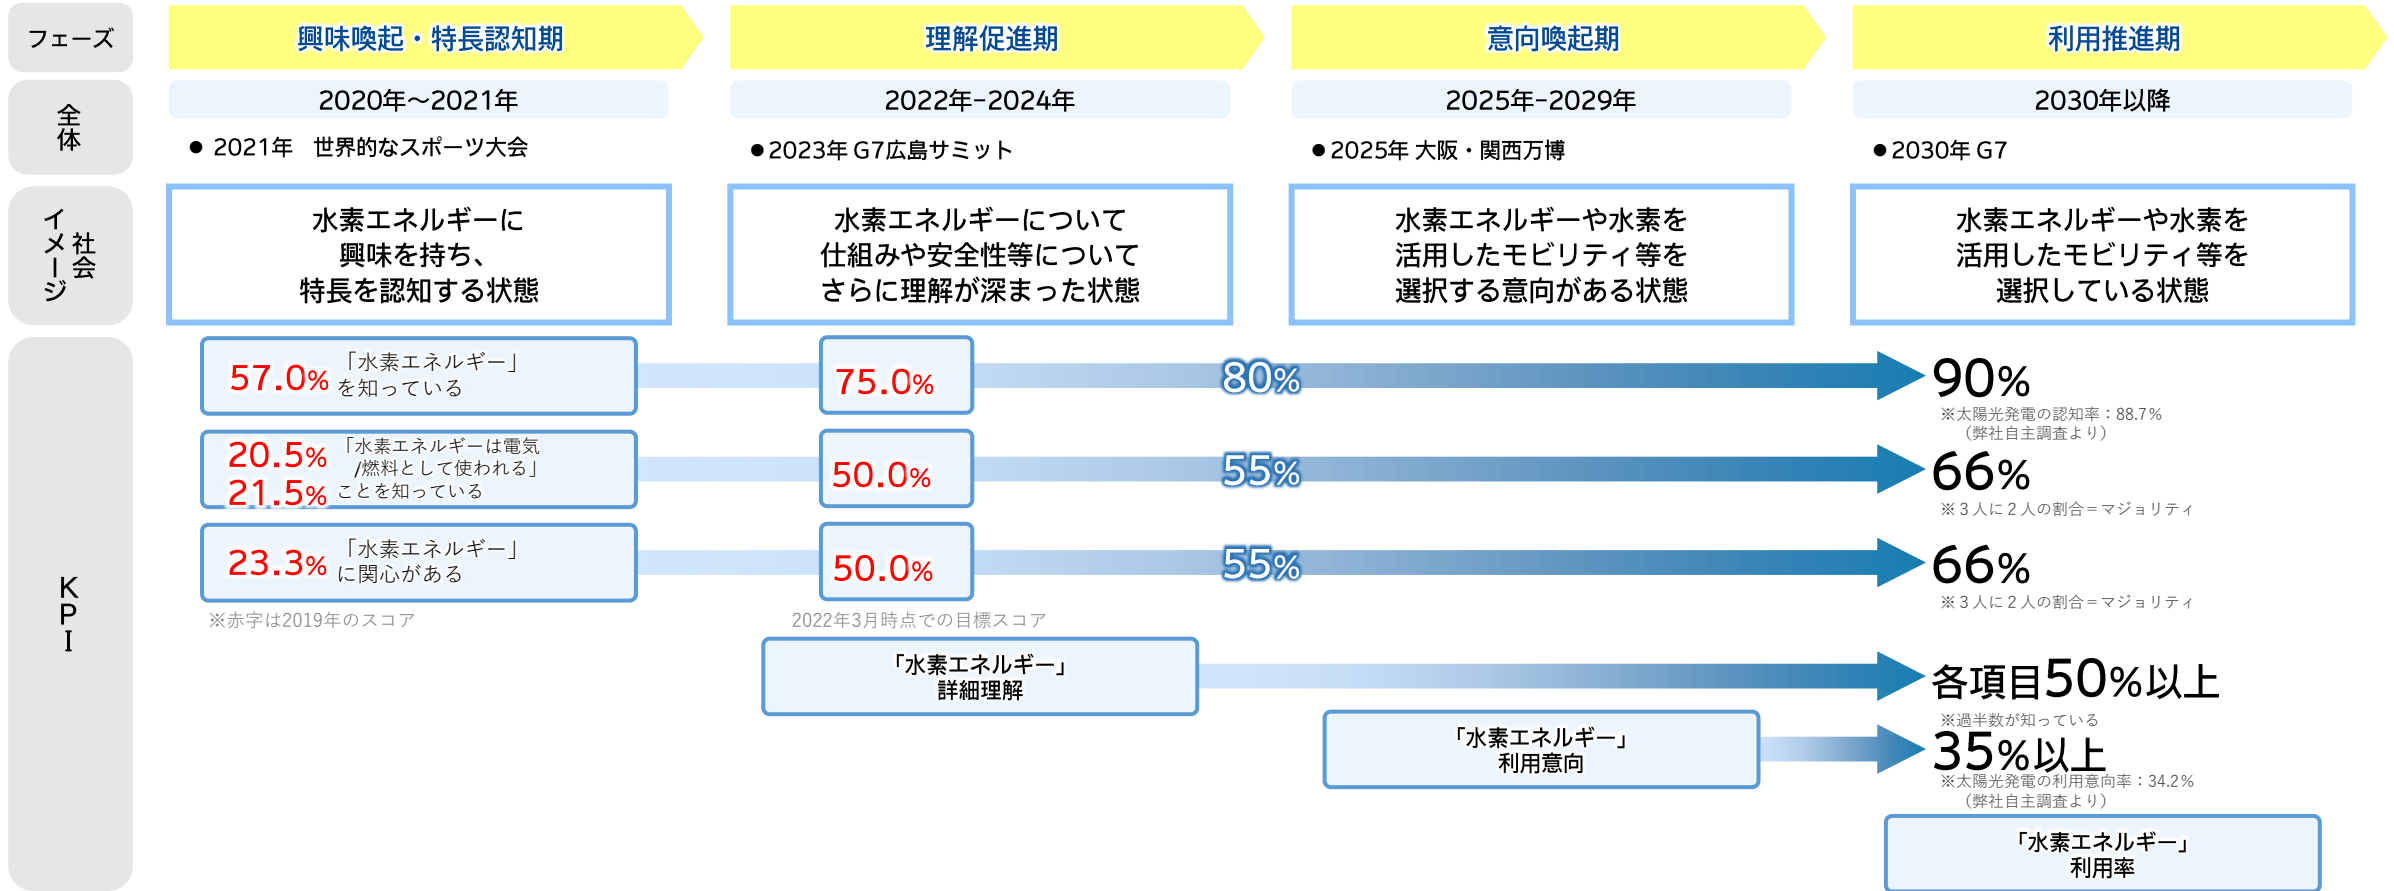 フェーズ
興味喚起・特長認知期
理解促進期
意向喚起期
利用推進期
全体
2020年～2021年
2022年-2024年
2025年-2029年
2030年以降
● 2021年　世界的なスポーツ大会
●2023年 G7広島サミット
●2025年 大阪・関西万博
●2030年 G7
社会
イメージ
水素エネルギーに
興味を持ち、
特長を認知する状態
水素エネルギーについて
仕組みや安全性等について
さらに理解が深まった状態
水素エネルギーや水素を
活用したモビリティ等を
選択する意向がある状態
水素エネルギーや水素を
活用したモビリティ等を
選択している状態
KPI
57.0%
「水素エネルギー」
を知っている
75.0%
80%
90%
※太陽光発電の認知率：88.7%
（弊社自主調査より）
20.5%
21.5%
「水素エネルギーは電気
/燃料として使われる」
ことを知っている
50.0%
55%
66%
※３人に２人の割合＝マジョリティ
23.3%
「水素エネルギー」
に関心がある
50.0%
55%
66%
※３人に２人の割合＝マジョリティ
※赤字は2019年のスコア
2022年3月時点での目標スコア
「水素エネルギー」
詳細理解
各項目50%以上
※過半数が知っている
「水素エネルギー」
利用意向
35%以上
※太陽光発電の利用意向率：34.2%
（弊社自主調査より）
「水素エネルギー」
利用率